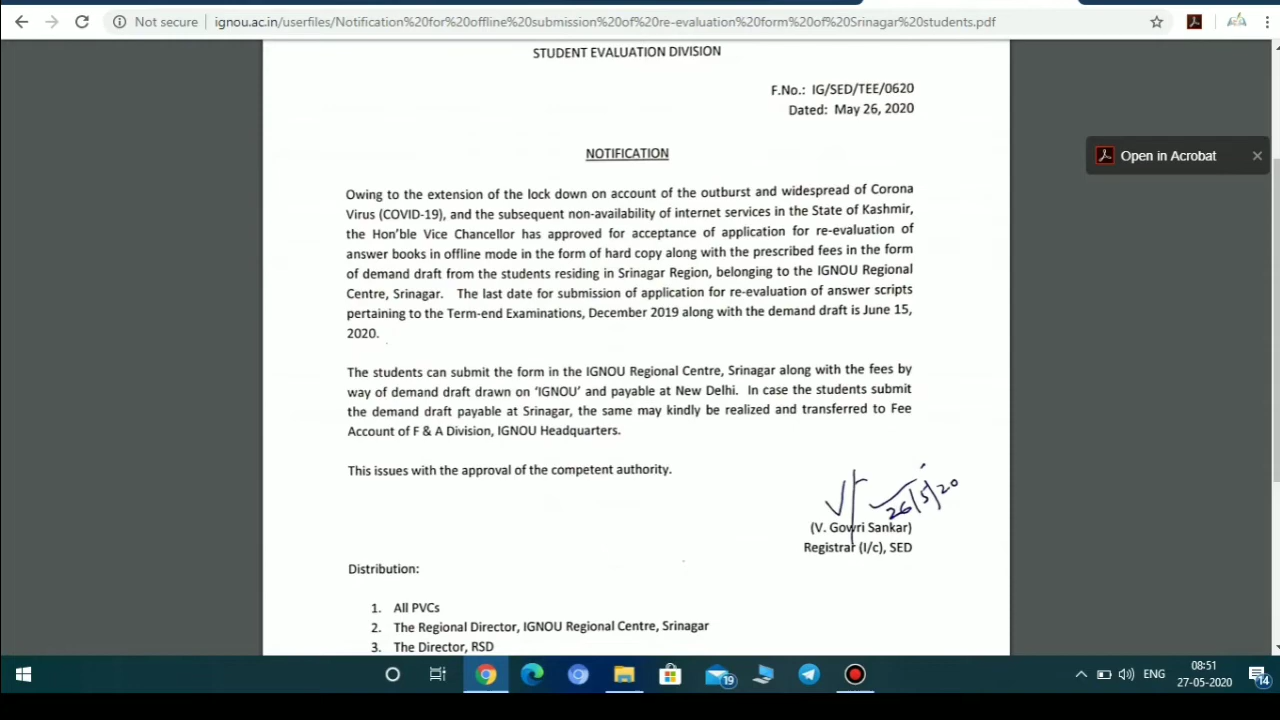 Not secure
ignou.ac.in/userfiles/Notification%20for%20offline%20submission%20of%20re-evaluation%20form%20of%20Srinagar%20students.pdf
STUDENT EVALUATION DIVISION
F.No.: IG/SED/TEE/0620
Dated: May 26, 2020
Open in Acrobat
NOTIFICATION
Owing to the extension of the lock down on account of the outburst and widespread of Corona
Virus (COVID-19), and the subsequent non-availability of internet services in the State of Kashmir,
the Hon'ble Vice Chancellor has approved for acceptance of application for re-evaluation of
answer books in offline mode in the form of hard copy along with the prescribed fees in the form
of demand draft from the students residing in Srinagar Region, belonging to the IGNOU Regional
Centre, Srinagar. The last date for submission of application for re-evaluation of answer scripts
pertaining to the Term-end Examinations, December 2019 along with the demand draft is June 15,
2020.
The students can submit the form in the IGNOU Regional Centre, Srinagar along with the fees by
way of demand draft drawn on 'IGNOU' and payable at New Delhi. In case the students submit
the demand draft payable at Srinagar, the same may kindly be realized and transferred to Fee
Account of F & A Division, IGNOU Headquarters.
This issues with the approval of the competent authority.
26/5/20
(V. Gowri Sankar)
Registrar (I/c), SED
Distribution:
1. All PVCs
2. The Regional Director, IGNOU Regional Centre, Srinagar
3. The Director, RSD
19
ENG
08:51
27-05-2020
14